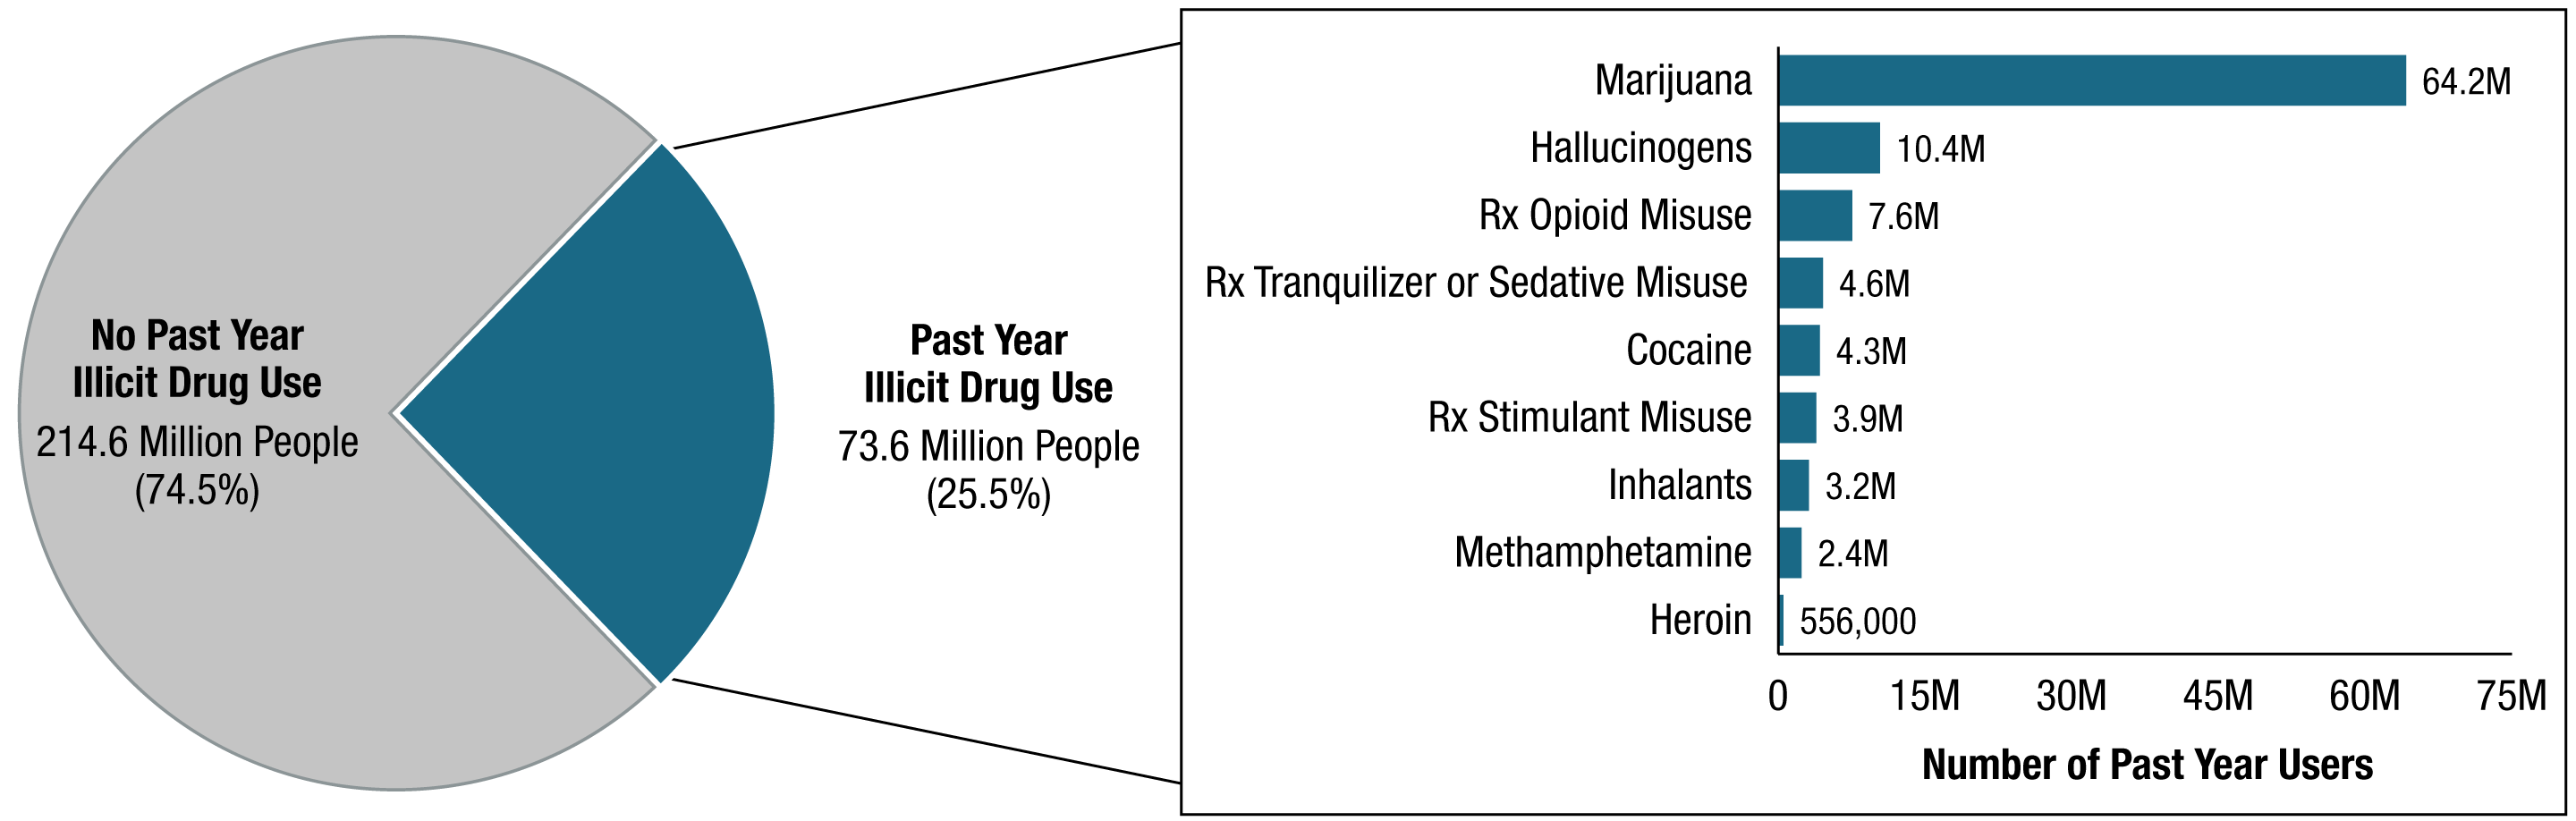 No Past Year
Illicit Drug Use
214.6 Million People
(74.5%)
Past Year
Illicit Drug Use
73.6 Million People
(25.5%)
Marijuana 64.2M
Hallucinogens 10.4M
Rx Opioid Misuse 7.6M
Rx Tranquilizer or Sedative Misuse 4.6M
Cocaine 4.3M
Rx Stimulant Misuse 3.9M
Inhalants 3.2M
Methamphetamine 2.4M
Heroin 556,000
0 15M 30M 45M 60M 75M
Number of Past Year Users